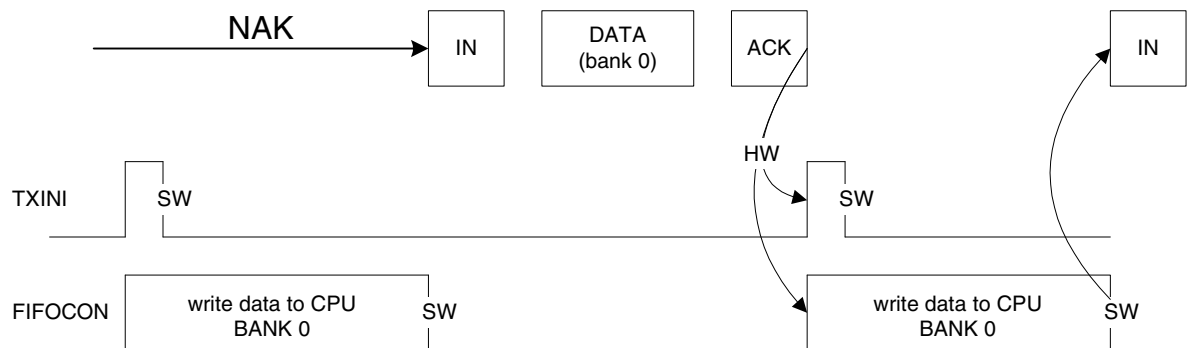 NAK
IN
DATA
(bank 0)
ACK
IN
HW
TXINI
SW
SW
FIFOCON
write data to CPU
BANK 0
SW
write data to CPU
BANK 0
SW